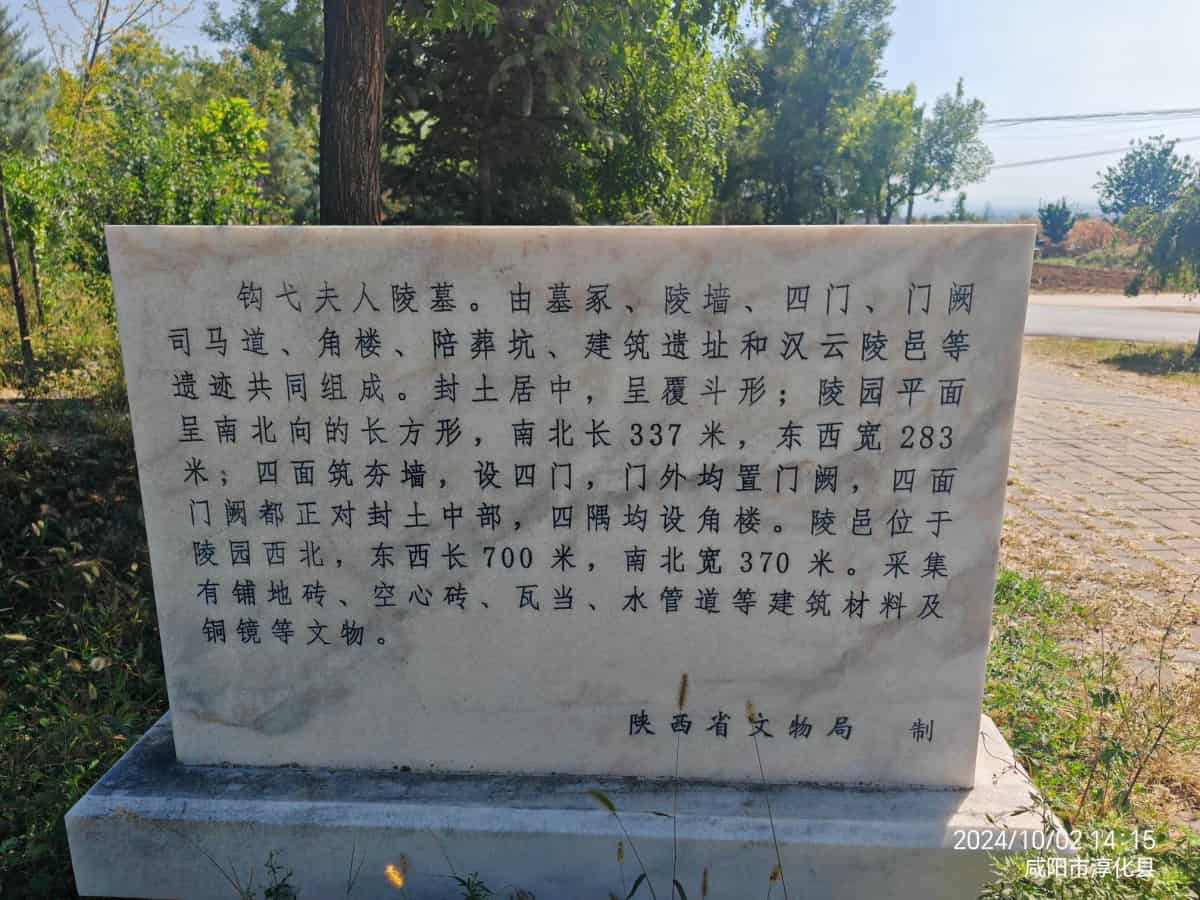 钩弋夫人陵墓。由墓冢、陵墙、四门、门阙
司马道、角楼、陪葬坑、建筑遗址和汉云陵邑等
遗迹共同组成。封土居中，呈覆斗形；陵园平面
呈南北向的长方形，南北长337米，东西宽283
米；四面筑夯墙，设四门，门外均置门阙，四面
门阙都正对封土中部，四隅均设角楼。陵邑位于
陵园西北，东西长700米，南北宽370米。采集
有铺地砖、空心砖、瓦当、水管道等建筑材料及
铜镜等文物。
陕西省文物局 制
2024/10/02 14:15
咸阳市淳化县